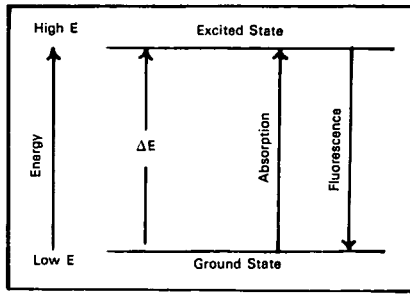 High E
Excited State
Energy
ΔE
Absorption
Fluorescence
Low E
Ground State